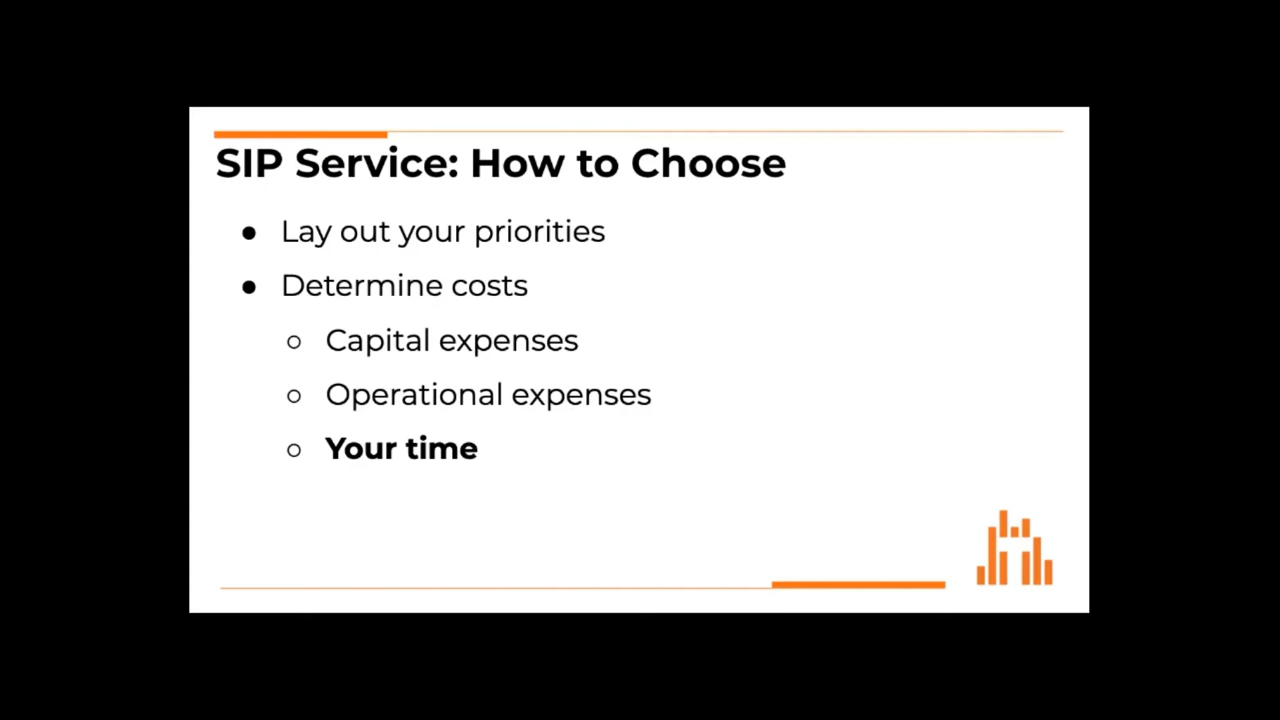 SIP Service: How to Choose
● Lay out your priorities
● Determine costs
○ Capital expenses
○ Operational expenses
○ Your time